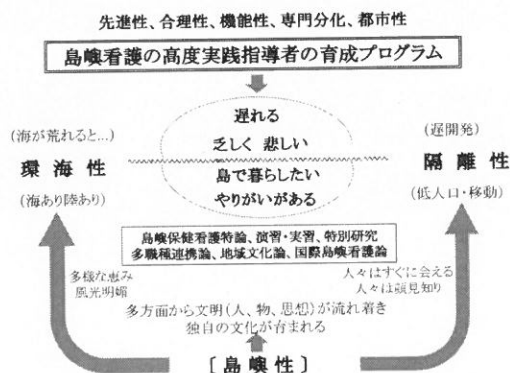 先進性、合理性、機能性、専門分化、都市性
島嶼看護の高度実践指導者の育成プログラム
遅れる
乏しく 悲しい
島で暮らしたい
やりがいがある
(海が荒れると...)
環 海 性
(海あり陸あり)
(遅開発)
隔 離 性
(低人口・移動)
島嶼保健看護特論、演習・実習、特別研究
多職種連携論、地域文化論、国際島嶼看護論
多様な恵み
風光明媚
人々はすぐに会える
人々は顔見知り
多方面から文明(人、物、思想)が流れ着き
独自の文化が育まれる
[ 島 嶼 性 ]